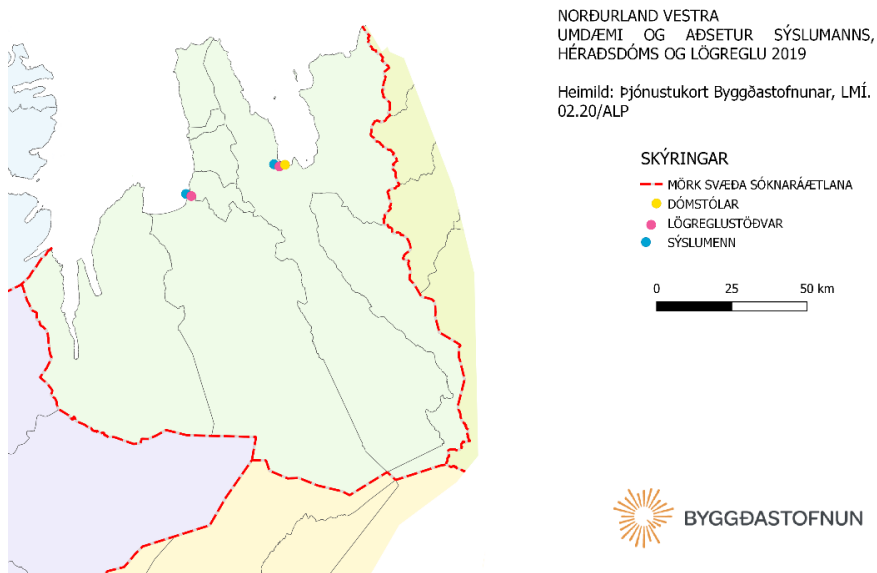 NORÐURLAND VESTRA
UMDÆMI OG AÐSETUR SÝSLUMANNS,
HÉRAÐSDÓMS OG LÖGREGLU 2019
Heimild: Þjónustukort Byggðastofnunar, LMÍ.
02.20/ALP
SKÝRINGAR
MÖRK SVÆÐA SÓKNARÁÆTLANA
DÓMSTÓLAR
LÖGREGLUSTÖÐVAR
SÝSLUMENN
0 25 50 km
BYGGÐASTOFNUN